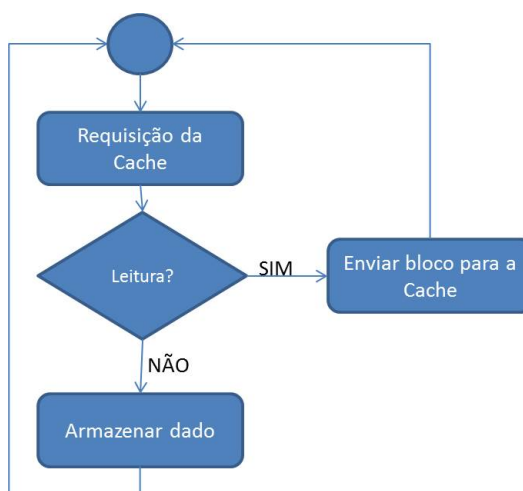 Requisição da
Cache
Leitura?
SIM
Enviar bloco para a
Cache
NÃO
Armazenar dado